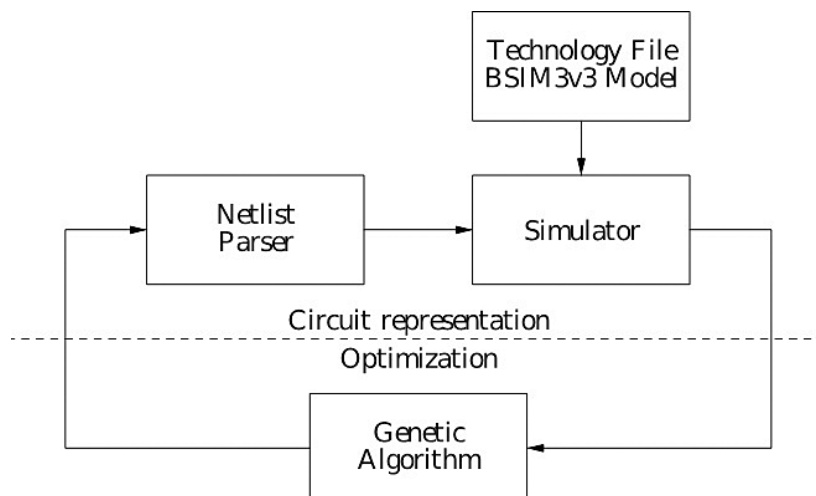 Technology File
BSIM3v3 Model
Netlist
Parser
Simulator
Circuit representation
Optimization
Genetic
Algorithm